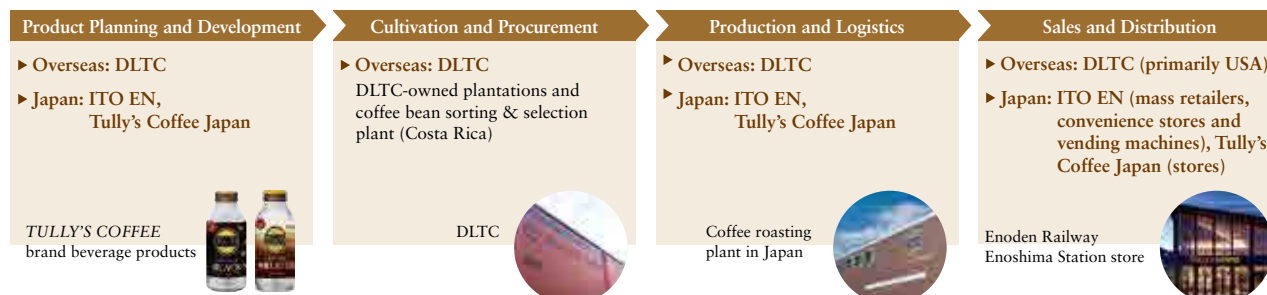 Product Planning and Development
▶ Overseas: DLTC
▶ Japan: ITO EN,
Tully's Coffee Japan
TULLY'S COFFEE
brand beverage products
Cultivation and Procurement
▶ Overseas: DLTC
DLTC-owned plantations and
coffee bean sorting & selection
plant (Costa Rica)
DLTC
Production and Logistics
▶ Overseas: DLTC
▶ Japan: ITO EN,
Tully's Coffee Japan
Coffee roasting
plant in Japan
Sales and Distribution
▶ Overseas: DLTC (primarily USA)
▶ Japan: ITO EN (mass retailers,
convenience stores and
vending machines), Tully's
Coffee Japan (stores)
Enoden Railway
Enoshima Station store